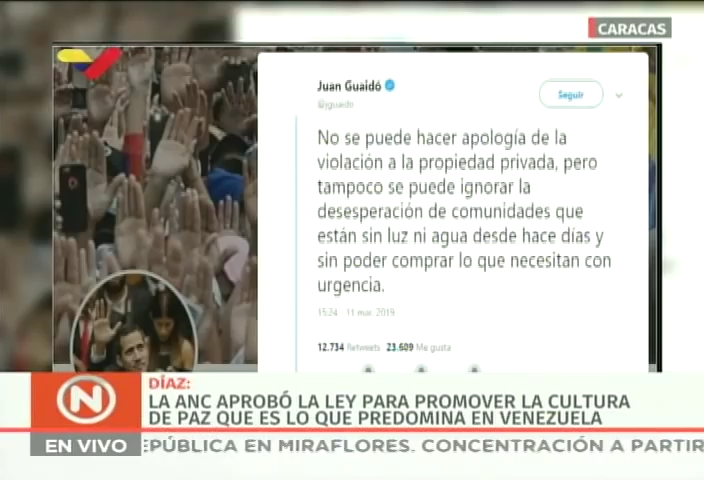 CARACAS
Juan Guaidó
@jguaido
Seguir
No se puede hacer apología de la
violación a la propiedad privada, pero
tampoco se puede ignorar la
desesperación de comunidades que
están sin luz ni agua desde hace días y
sin poder comprar lo que necesitan con
urgencia.
15:24 11 mar. 2019
12.734 Retweets 23.609 Me gusta
N
DÍAZ:
LA ANC APROBÓ LA LEY PARA PROMOVER LA CULTURA
DE PAZ QUE ES LO QUE PREDOMINA EN VENEZUELA
EN VIVO
EPÚBLICA EN MIRAFLORES. CONCENTRACIÓN A PARTIR